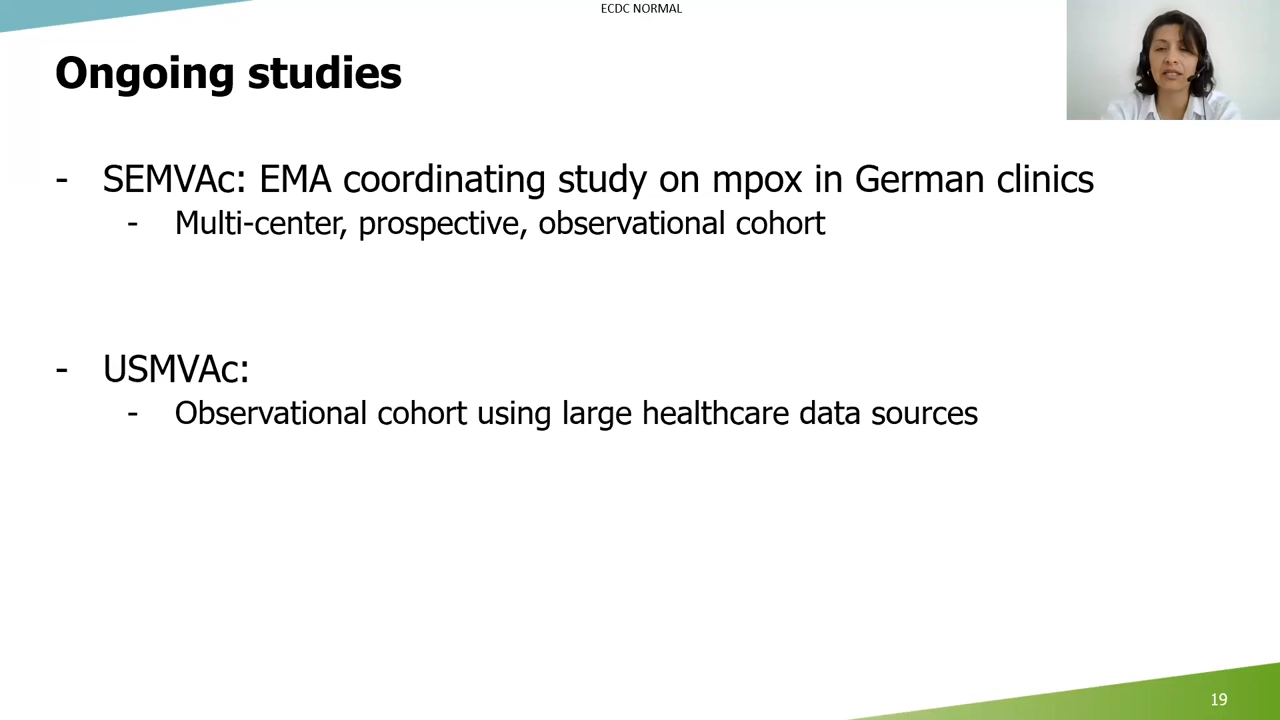 ECDC NORMAL
Ongoing studies
- SEMVAc: EMA coordinating study on mpox in German clinics
- Multi-center, prospective, observational cohort
- USMVAc:
- Observational cohort using large healthcare data sources
19